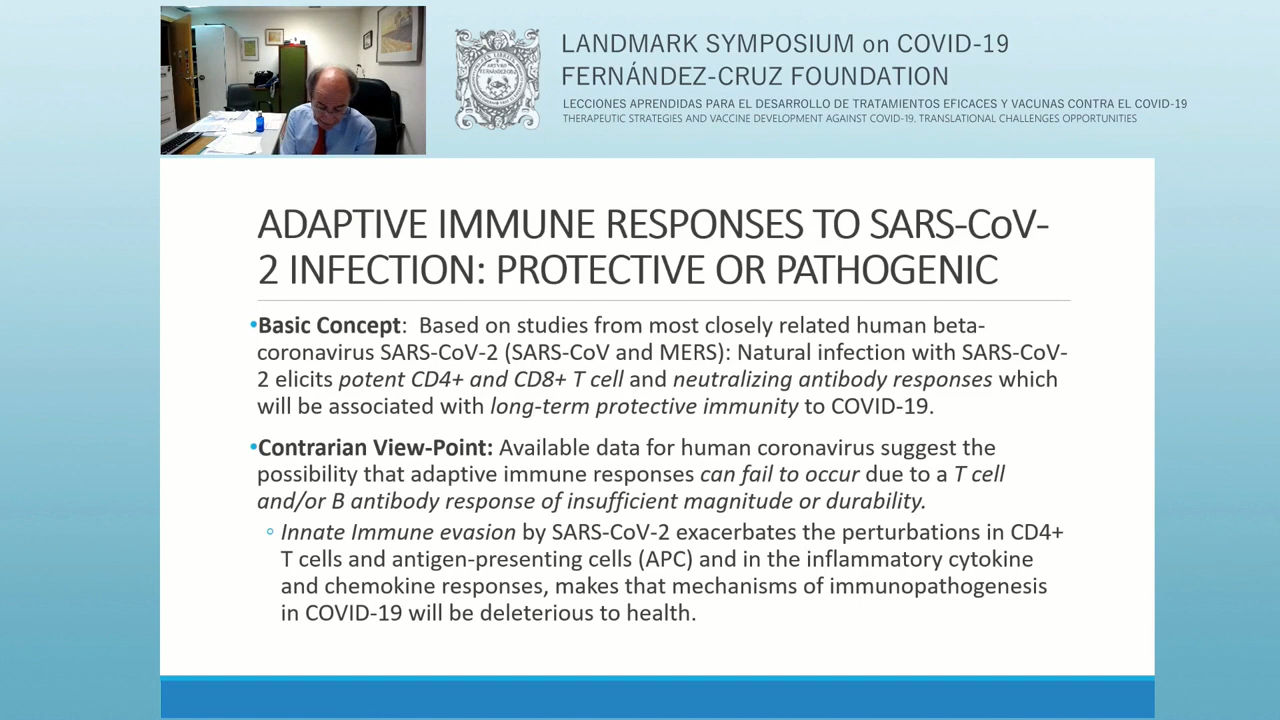 LANDMARK SYMPOSIUM on COVID-19
FERNÁNDEZ-CRUZ FOUNDATION
LECCIONES APRENDIDAS PARA EL DESARROLLO DE TRATAMIENTOS EFICACES Y VACUNAS CONTRA EL COVID-19
THERAPEUTIC STRATEGIES AND VACCINE DEVELOPMENT AGAINST COVID-19. TRANSLATIONAL CHALLENGES OPPORTUNITIES
ADAPTIVE IMMUNE RESPONSES TO SARS-CoV-
2 INFECTION: PROTECTIVE OR PATHOGENIC
•Basic Concept:  Based on studies from most closely related human beta-
coronavirus SARS-CoV-2 (SARS-CoV and MERS): Natural infection with SARS-CoV-
2 elicits potent CD4+ and CD8+ T cell and neutralizing antibody responses which
will be associated with long-term protective immunity to COVID-19.
•Contrarian View-Point: Available data for human coronavirus suggest the
possibility that adaptive immune responses can fail to occur due to a T cell
and/or B antibody response of insufficient magnitude or durability.
◦ Innate Immune evasion by SARS-CoV-2 exacerbates the perturbations in CD4+
T cells and antigen-presenting cells (APC) and in the inflammatory cytokine
and chemokine responses, makes that mechanisms of immunopathogenesis
in COVID-19 will be deleterious to health.